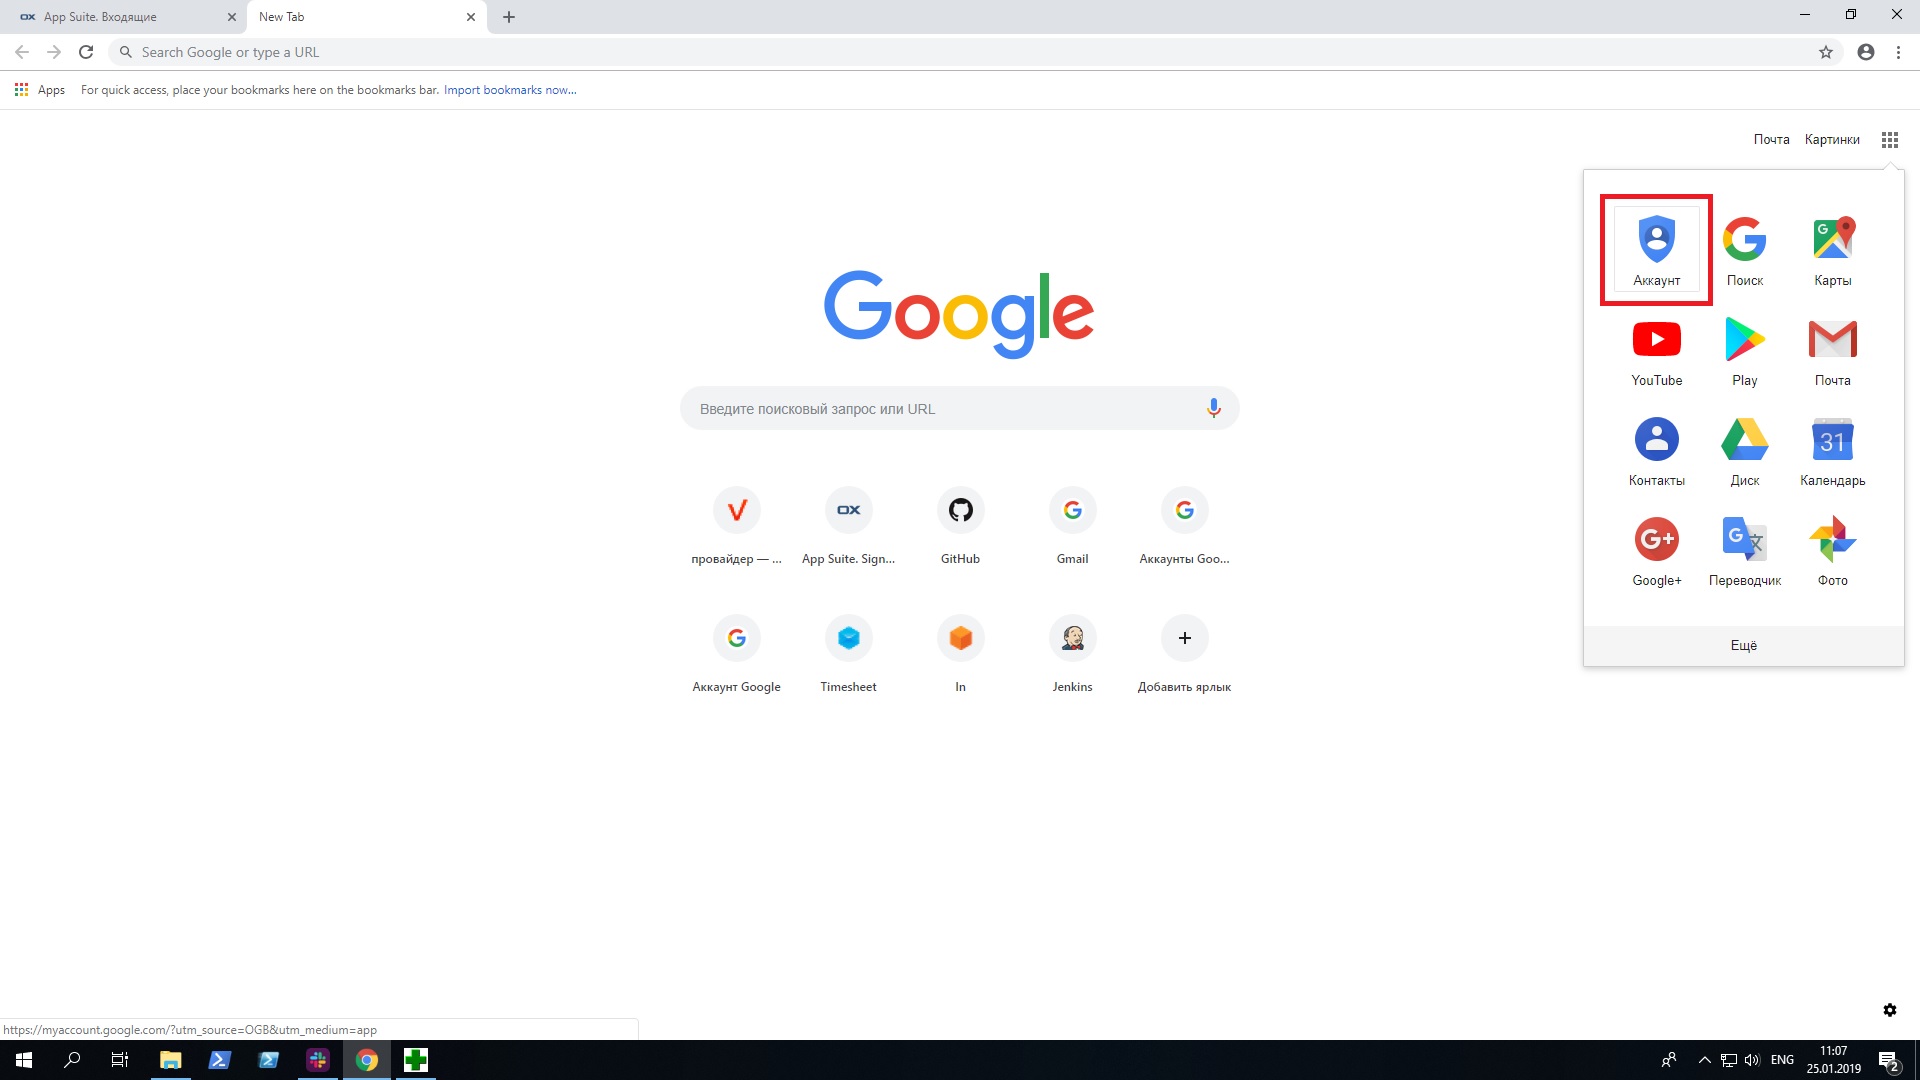 App Suite. Входящие
New Tab
Search Google or type a URL
Apps For quick access, place your bookmarks here on the bookmarks bar. Import bookmarks now...
Почта Картинки
Аккаунт Поиск Карты
YouTube Play Почта
31
Контакты Диск Календарь
G+
Google+ Переводчик Фото
Ещё
Google
Введите поисковый запрос или URL
OX
провайдер — ... App Suite. Sign... GitHub Gmail Аккаунты Goo...
Аккаунт Google Timesheet In Jenkins Добавить ярлык
https://myaccount.google.com/?utm_source=OGB&utm_medium=app
ENG
11:07
25.01.2019
2